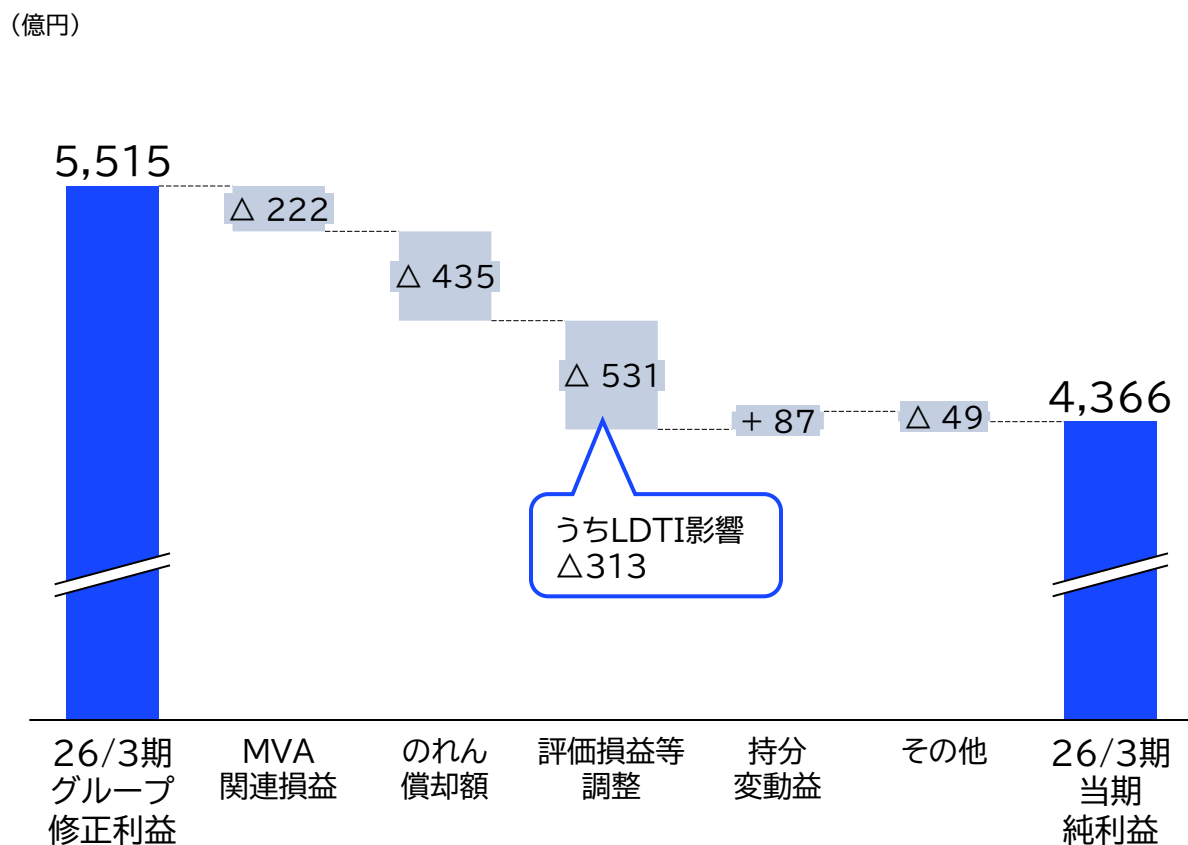 （億円）
5,515
△ 222
△ 435
△ 531
+ 87
△ 49
4,366
うちLDTI影響
△313
26/3期
グループ
修正利益
MVA
関連損益
のれん
償却額
評価損益等
調整
持分
変動益
その他
26/3期
当期
純利益